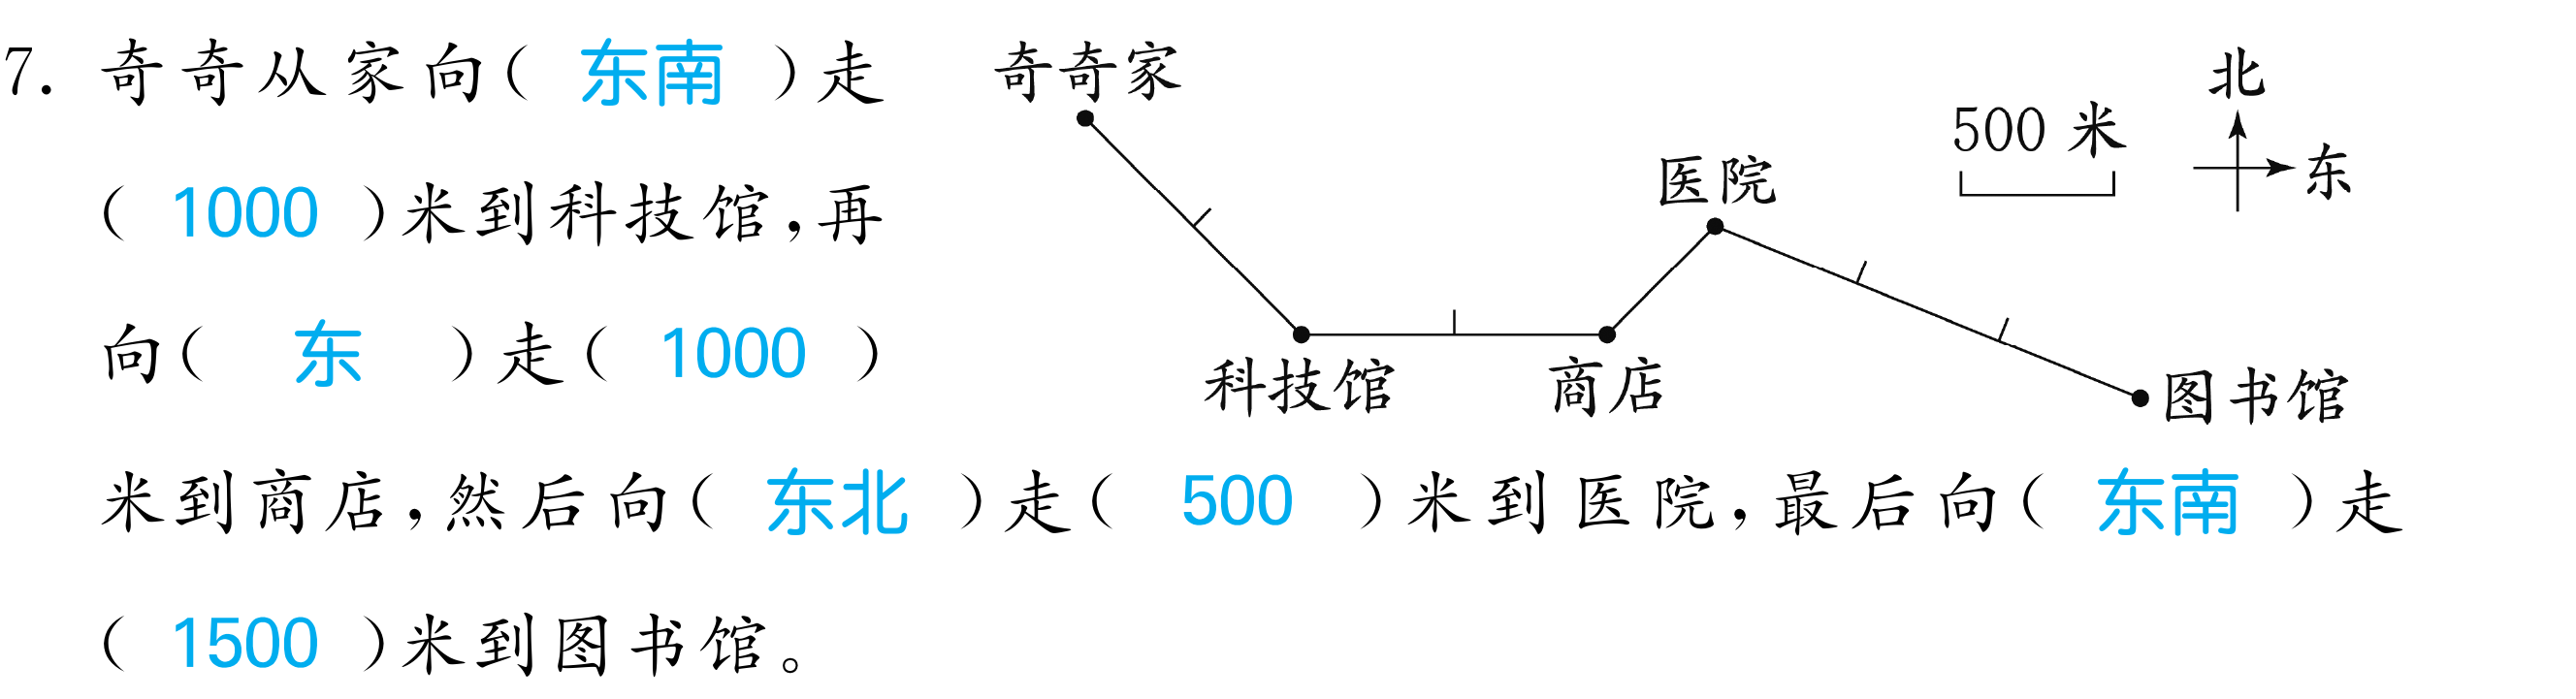 7. 奇奇从家向( 东南 )走
( 1000 )米到科技馆,再
向( 东 )走( 1000 )
米到商店,然后向( 东北 )走( 500 )米到医院,最后向( 东南 )走
( 1500 )米到图书馆。
奇奇家
医院
500 米
北
东
科技馆
商店
图书馆